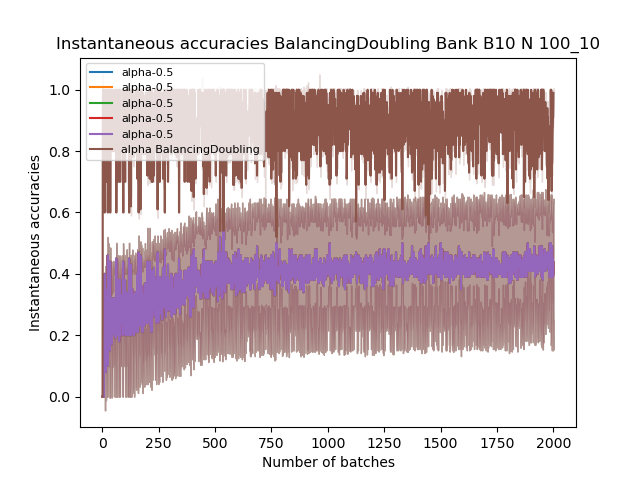 Instantaneous accuracies BalancingDoubling Bank B10 N 100_10
alpha-0.5
alpha-0.5
alpha-0.5
alpha-0.5
alpha-0.5
alpha BalancingDoubling
1.0
0.8
0.6
0.4
0.2
0.0
Instantaneous accuracies
0
250
500
750
1000
1250
1500
1750
2000
Number of batches